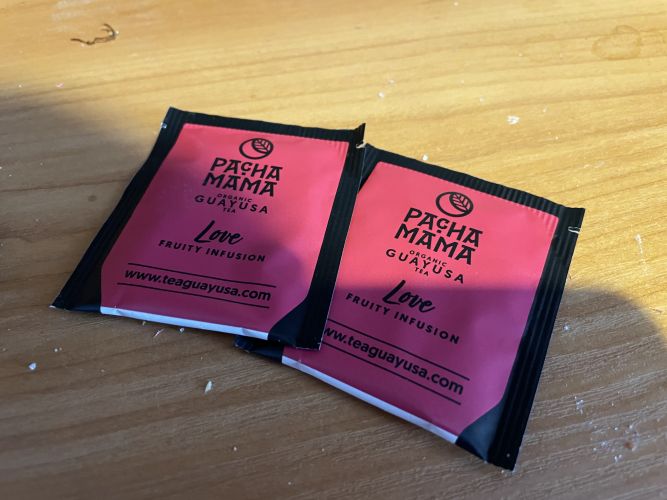 PACHA
MAMA
ORGANIC
GUAYUSA
TEA
Love
FRUITY INFUSION
www.teaguayusa.com
PACHA
MAMA
ORGANIC
GUAYUSA
TEA
Love
FRUITY INFUSION
www.teaguayusa.com